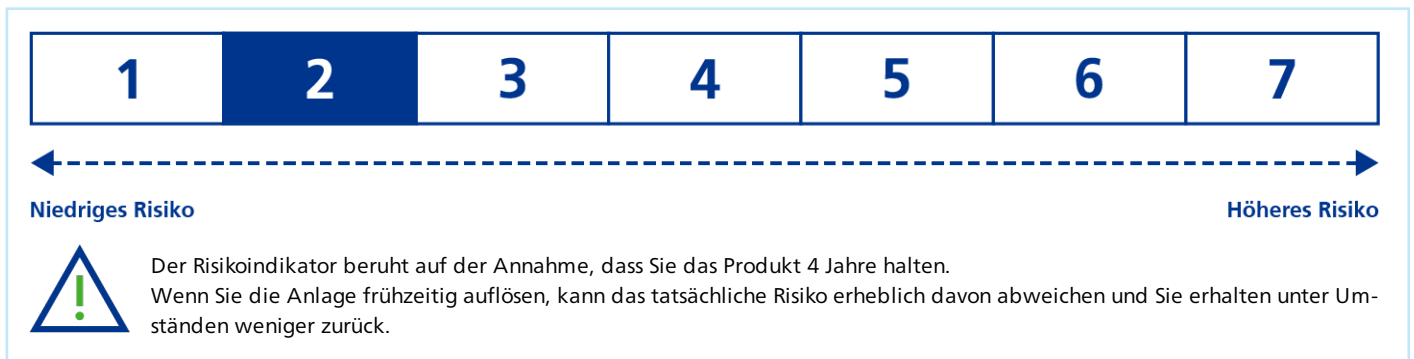 1 2 3 4 5 6 7
Niedriges Risiko Höheres Risiko
!
Der Risikoindikator beruht auf der Annahme, dass Sie das Produkt 4 Jahre halten.
Wenn Sie die Anlage frühzeitig auflösen, kann das tatsächliche Risiko erheblich davon abweichen und Sie erhalten unter Um-
ständen weniger zurück.